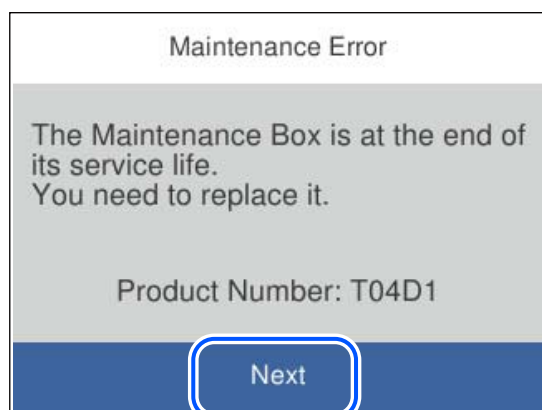 Maintenance Error
The Maintenance Box is at the end of
its service life.
You need to replace it.
Product Number: T04D1
Next